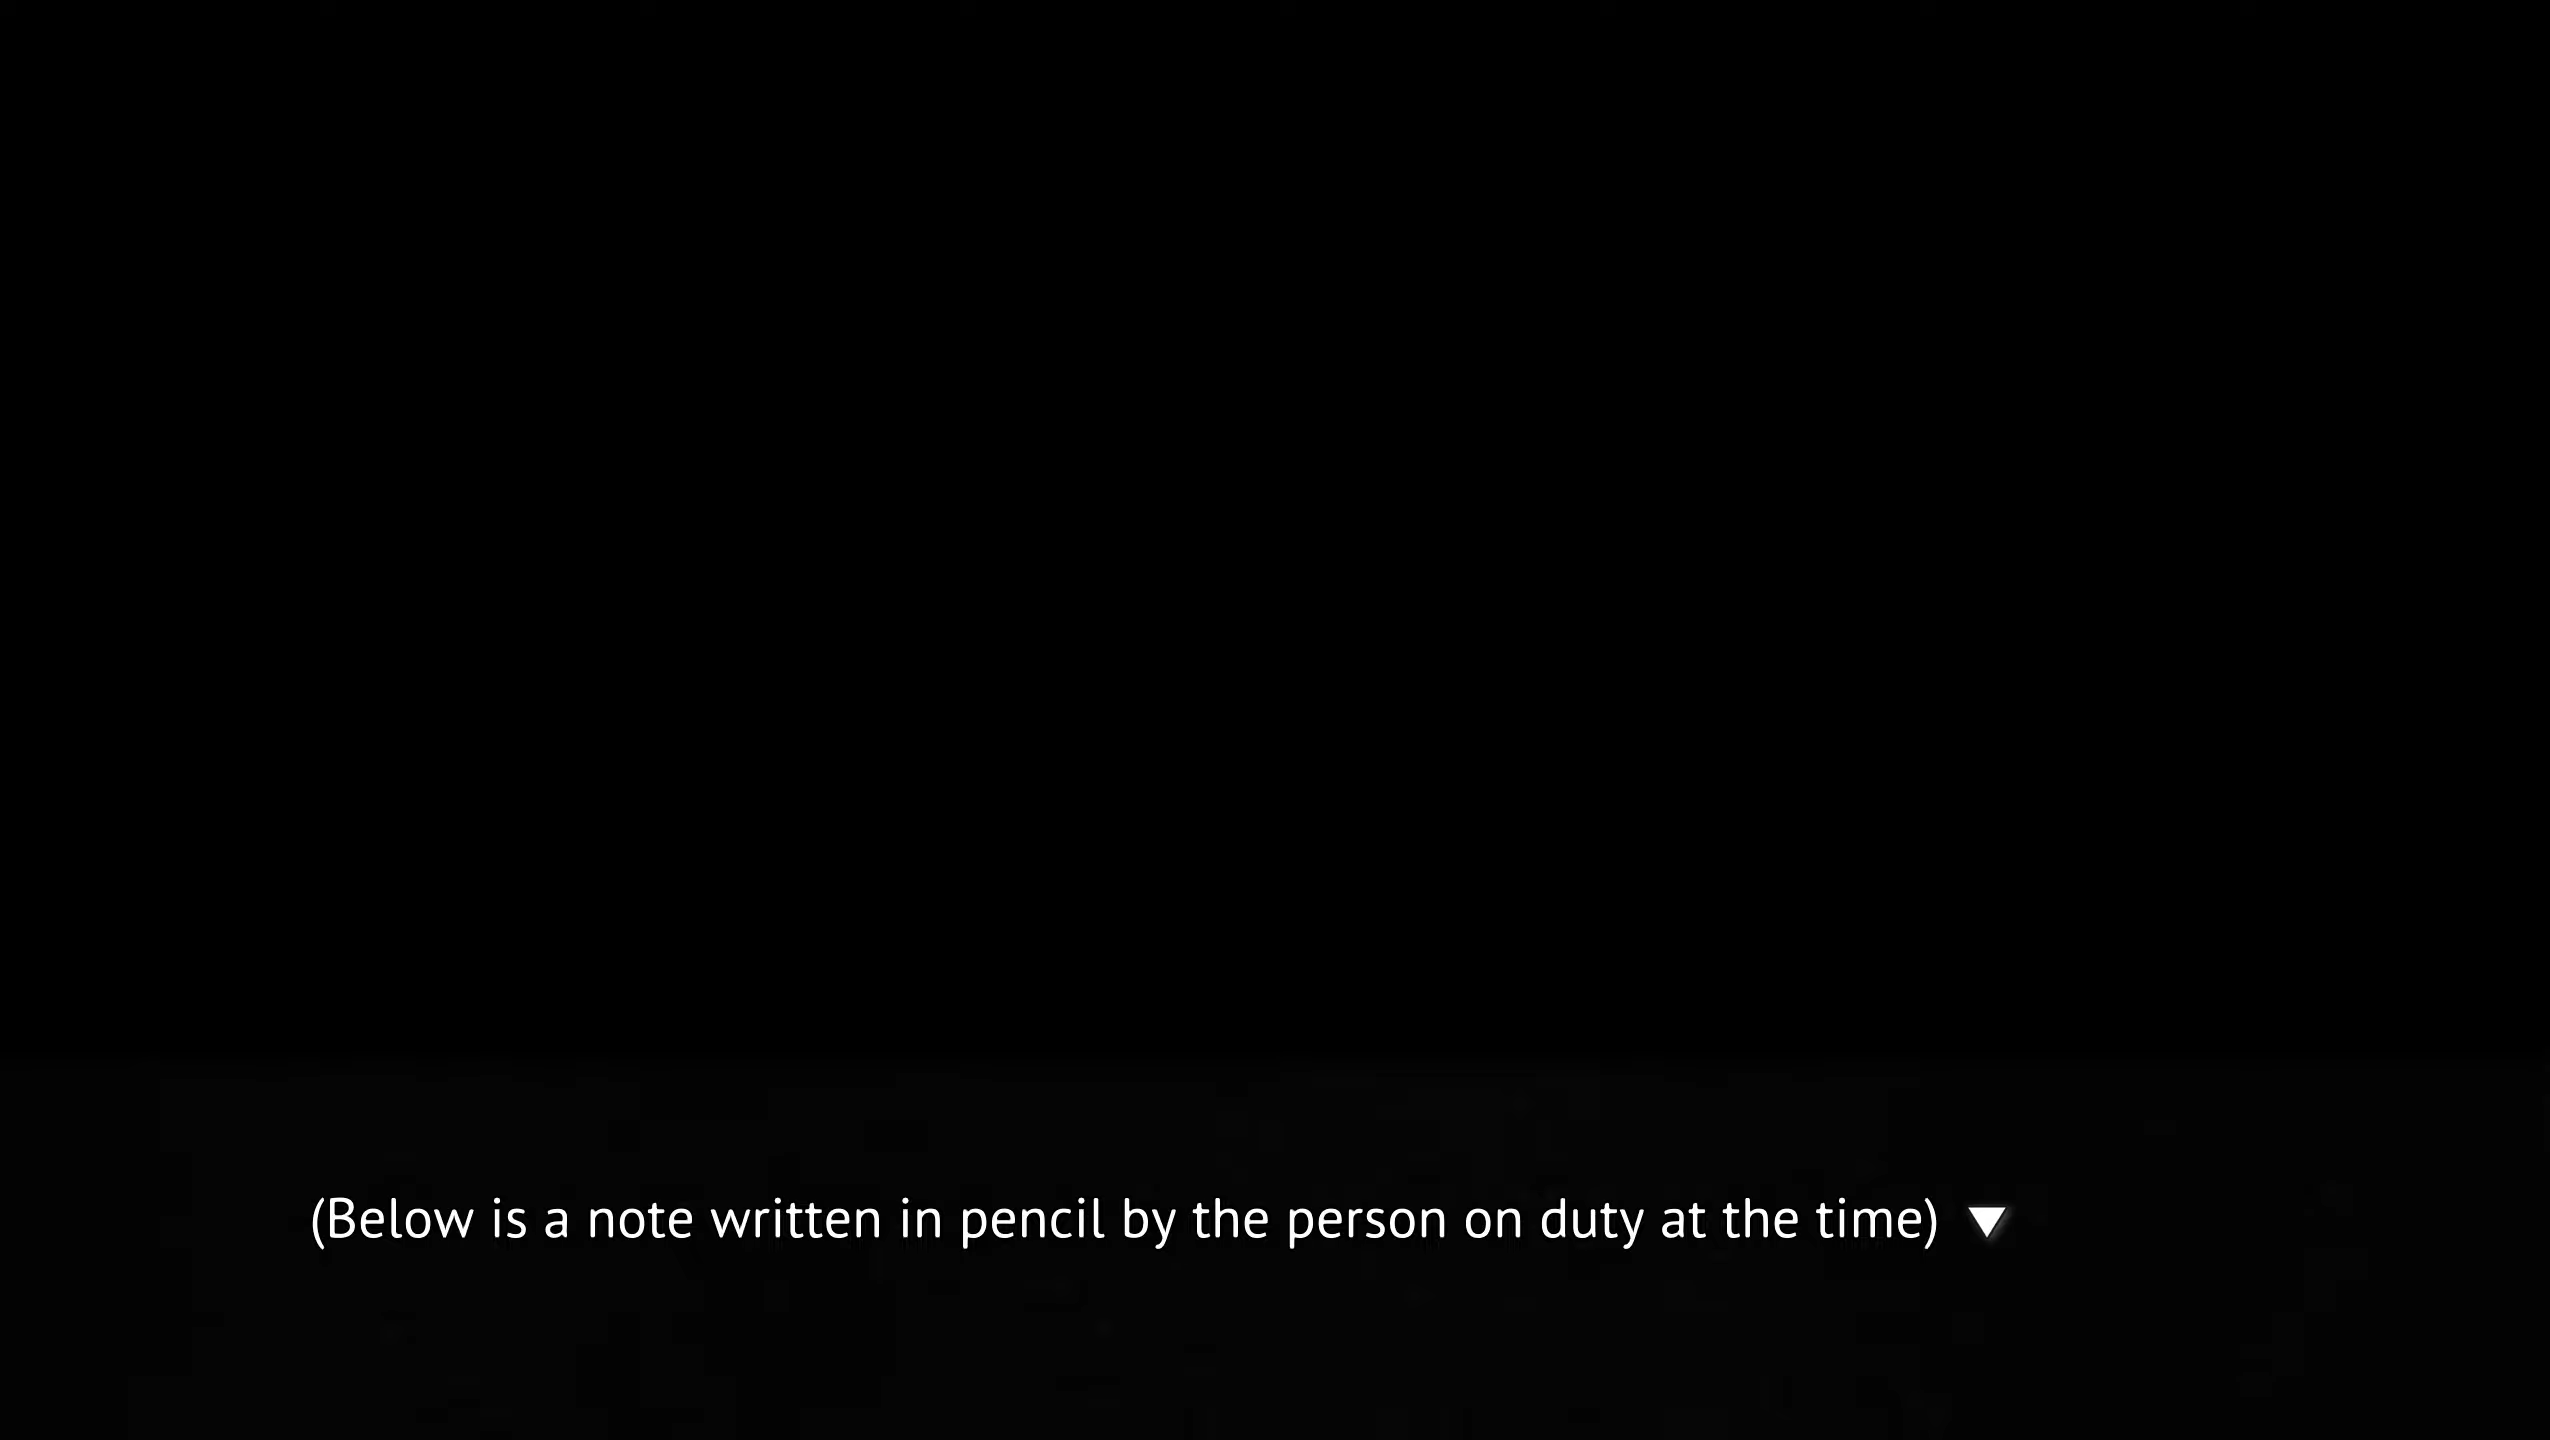 (Below is a note written in pencil by the person on duty at the time)